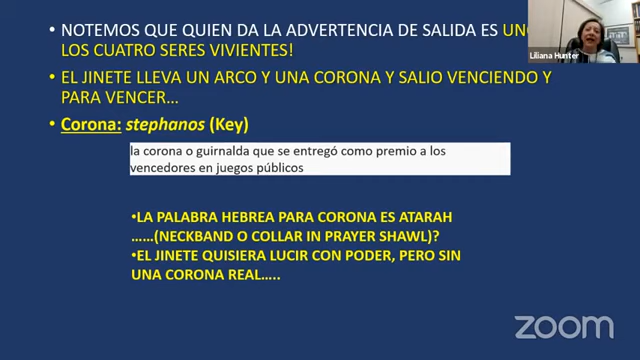 • NOTEMOS QUE QUIEN DA LA ADVERTENCIA DE SALIDA ES
LOS CUATRO SERES VIVIENTES!
• EL JINETE LLEVA UN ARCO Y UNA CORONA Y SALIO VENCIENDO Y
PARA VENCER…
• Corona: stephanos (Key)
la corona o guirnalda que se entregó como premio a los
vencedores en juegos públicos
•LA PALABRA HEBREA PARA CORONA ES ATARAH
……(NECKBAND O COLLAR IN PRAYER SHAWL)?
•EL JINETE QUISIERA LUCIR CON PODER, PERO SIN
UNA CORONA REAL…..
Liliana Hunter
zoom